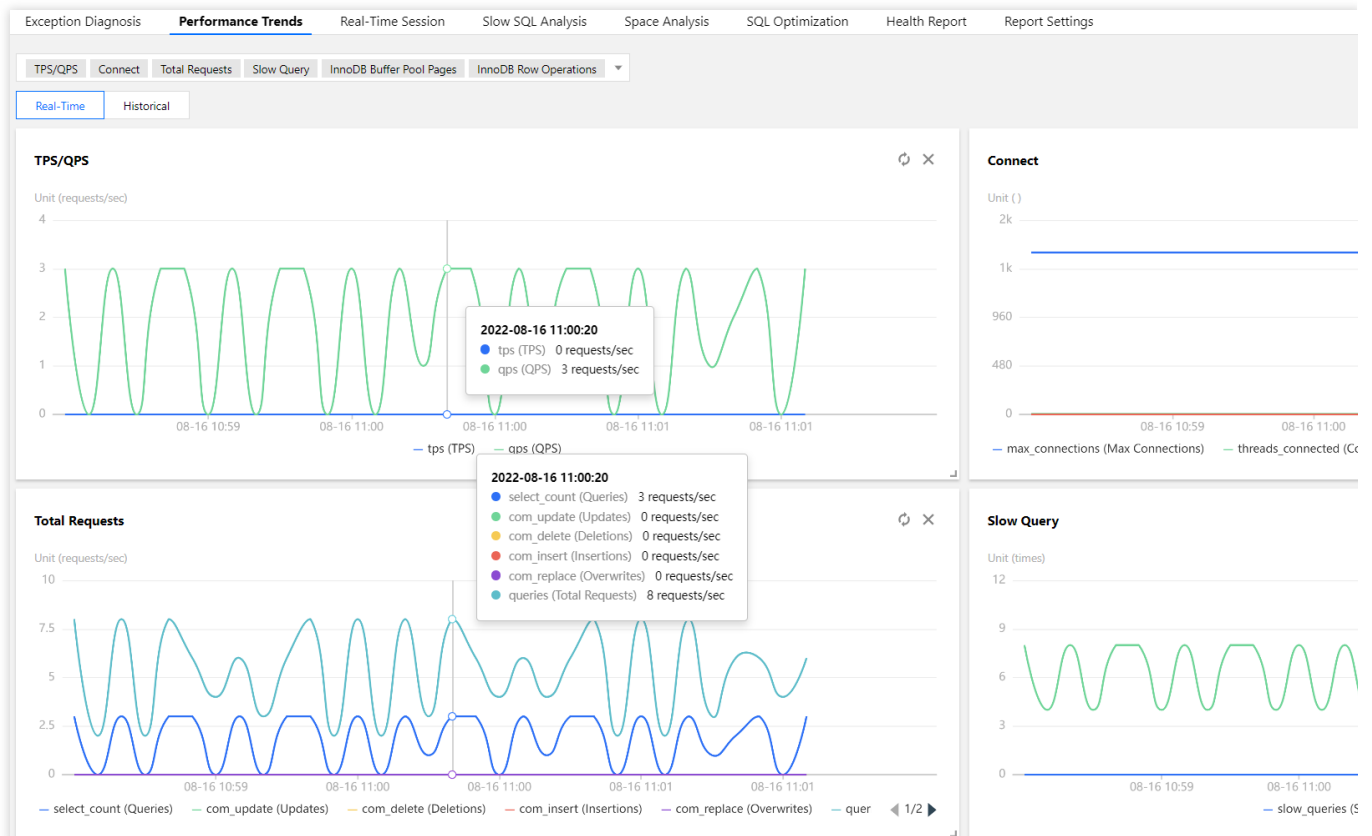 Exception Diagnosis Performance Trends Real-Time Session Slow SQL Analysis Space Analysis SQL Optimization Health Report Report Settings
TPS/QPS Connect Total Requests Slow Query InnoDB Buffer Pool Pages InnoDB Row Operations
Real-Time Historical
TPS/QPS
Unit (requests/sec)
4
3
2
1
0
08-16 10:59 08-16 11:00 08-16 11:00 08-16 11:01 08-16 11:01
2022-08-16 11:00:20
tps (TPS) 0 requests/sec
qps (QPS) 3 requests/sec
tps (TPS) qps (QPS)
Connect
Unit ( )
2k
1k
960
480
0
08-16 10:59 08-16 11:00
max_connections (Max Connections) threads_connected (Co
Total Requests
Unit (requests/sec)
10
7.5
5
2.5
0
08-16 10:59 08-16 11:00 08-16 11:00 08-16 11:01 08-16 11:01
2022-08-16 11:00:20
select_count (Queries) 3 requests/sec
com_update (Updates) 0 requests/sec
com_delete (Deletions) 0 requests/sec
com_insert (Insertions) 0 requests/sec
com_replace (Overwrites) 0 requests/sec
queries (Total Requests) 8 requests/sec
select_count (Queries) com_update (Updates) com_delete (Deletions) com_insert (Insertions) com_replace (Overwrites) quer 1/2
Slow Query
Unit (times)
12
9
6
3
0
08-16 10:59 08-16 11:00
slow_queries (S